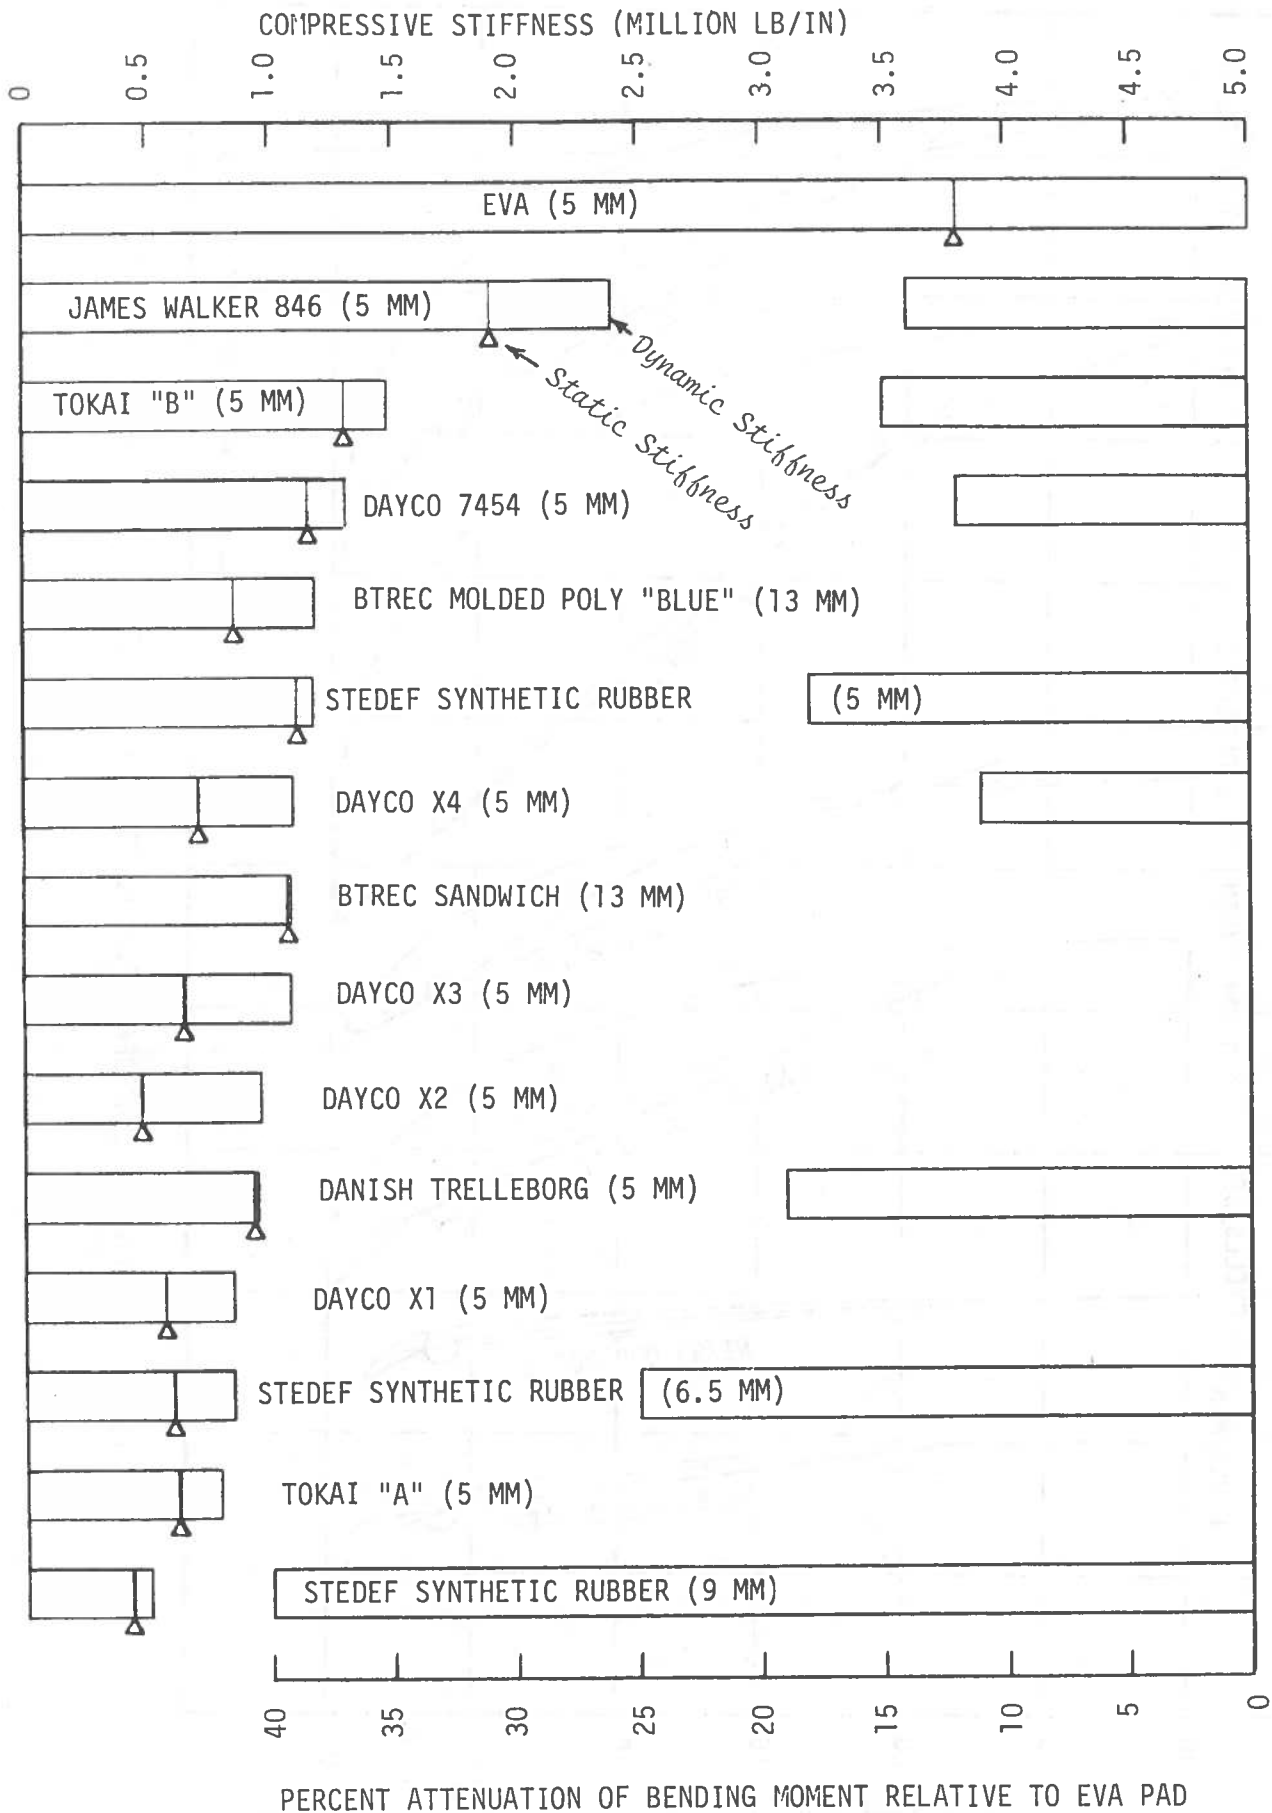 COMPRESSIVE STIFFNESS (MILLION LB/IN)
0 0.5 1.0 1.5 2.0 2.5 3.0 3.5 4.0 4.5 5.0
EVA (5 MM)
JAMES WALKER 846 (5 MM)
Dynamic Stiffness
Static Stiffness
TOKAI "B" (5 MM)
DAYCO 7454 (5 MM)
BTREC MOLDED POLY "BLUE" (13 MM)
STEDEF SYNTHETIC RUBBER (5 MM)
DAYCO X4 (5 MM)
BTREC SANDWICH (13 MM)
DAYCO X3 (5 MM)
DAYCO X2 (5 MM)
DANISH TRELLEBORG (5 MM)
DAYCO X1 (5 MM)
STEDEF SYNTHETIC RUBBER (6.5 MM)
TOKAI "A" (5 MM)
STEDEF SYNTHETIC RUBBER (9 MM)
40 35 30 25 20 15 10 5 0
PERCENT ATTENUATION OF BENDING MOMENT RELATIVE TO EVA PAD